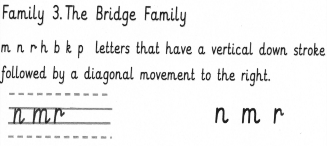 Family 3. The Bridge Family
m n r h b k p letters that have a vertical down stroke
followed by a diagonal movement to the right.
n m r n m r